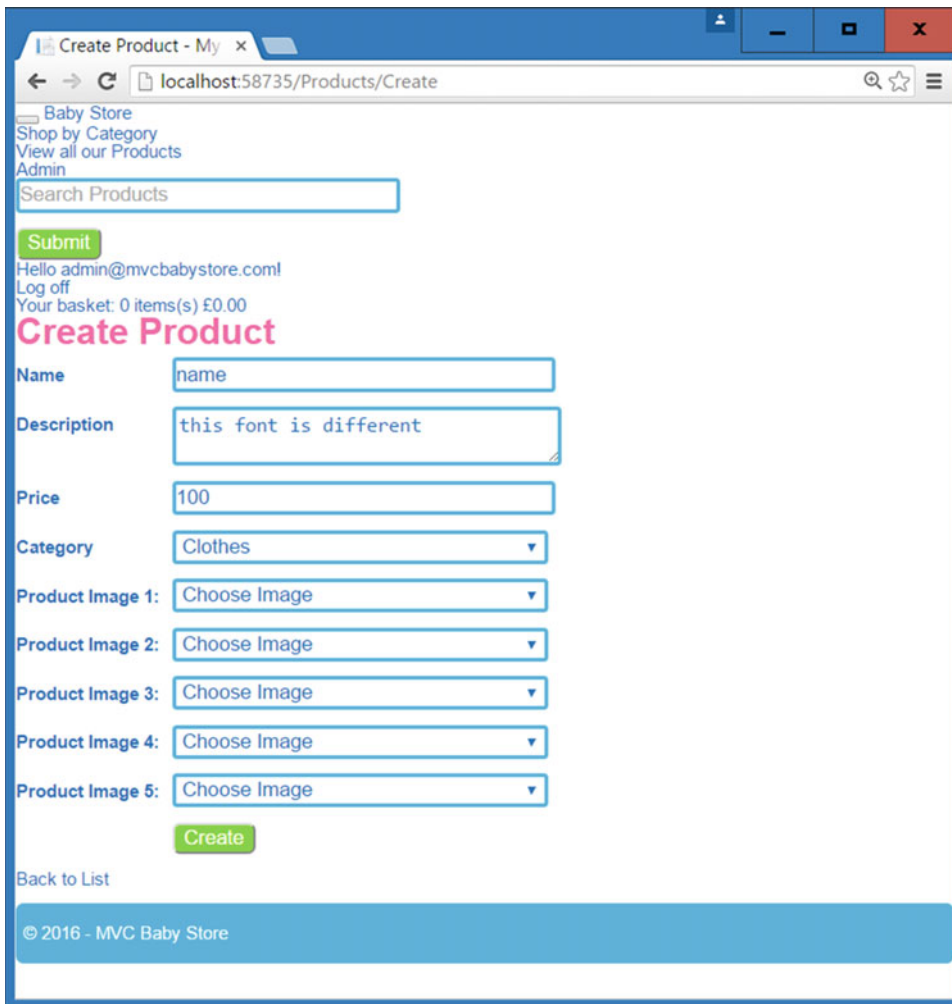 Create Product - My
x
localhost:58735/Products/Create
Baby Store
Shop by Category
View all our Products
Admin
Search Products
Submit
Hello admin@mvcbabystore.com!
Log off
Your basket: 0 items(s) £0.00
Create Product
Name name
Description this font is different
Price 100
Category Clothes
Product Image 1: Choose Image
Product Image 2: Choose Image
Product Image 3: Choose Image
Product Image 4: Choose Image
Product Image 5: Choose Image
Create
Back to List
© 2016 - MVC Baby Store